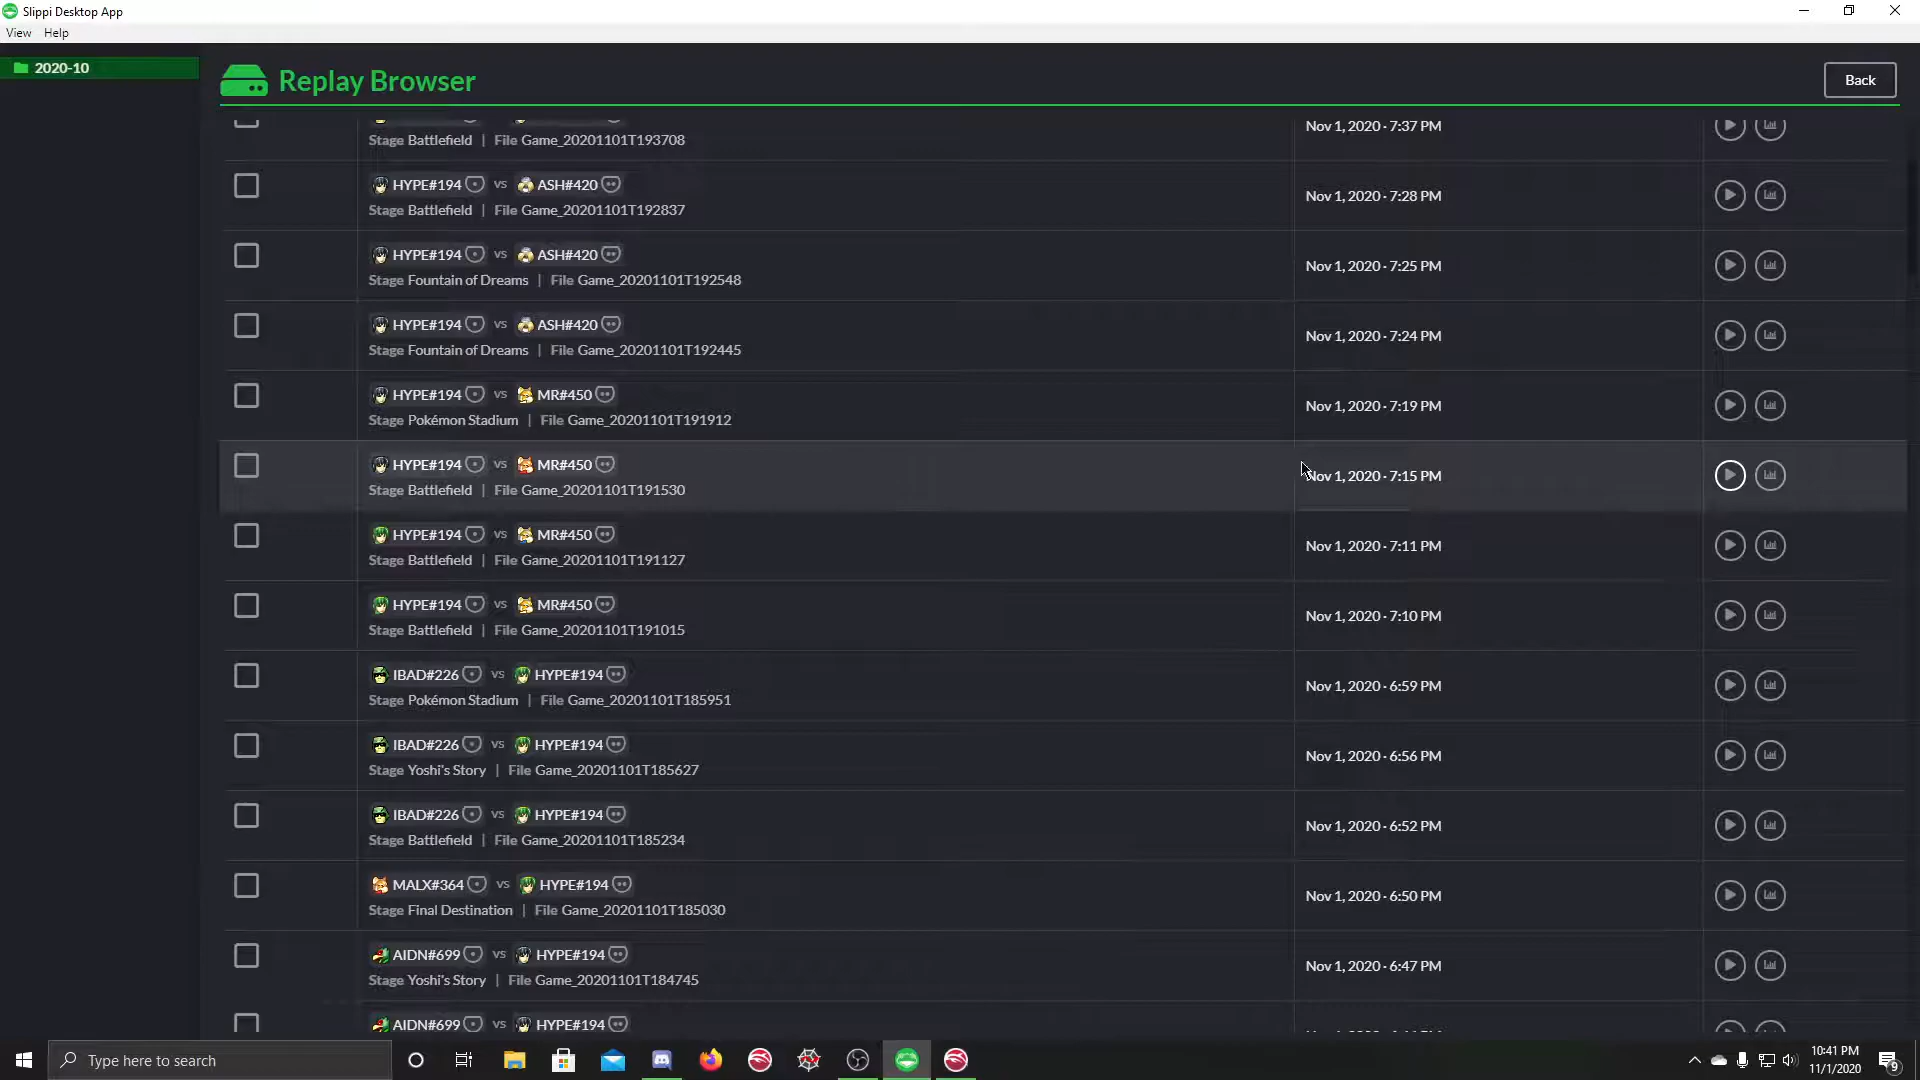 Slippi Desktop App
View Help
2020-10
Replay Browser
Back
Stage Battlefield | File Game_20201101T193708
Nov 1, 2020 - 7:37 PM
HYPE#194 vs ASH#420
Stage Battlefield | File Game_20201101T192837
Nov 1, 2020 - 7:28 PM
HYPE#194 vs ASH#420
Stage Fountain of Dreams | File Game_20201101T192548
Nov 1, 2020 - 7:25 PM
HYPE#194 vs ASH#420
Stage Fountain of Dreams | File Game_20201101T192445
Nov 1, 2020 - 7:24 PM
HYPE#194 vs MR#450
Stage Pokémon Stadium | File Game_20201101T191912
Nov 1, 2020 - 7:19 PM
HYPE#194 vs MR#450
Stage Battlefield | File Game_20201101T191530
Nov 1, 2020 - 7:15 PM
HYPE#194 vs MR#450
Stage Battlefield | File Game_20201101T191127
Nov 1, 2020 - 7:11 PM
HYPE#194 vs MR#450
Stage Battlefield | File Game_20201101T191015
Nov 1, 2020 - 7:10 PM
IBAD#226 vs HYPE#194
Stage Pokémon Stadium | File Game_20201101T185951
Nov 1, 2020 - 6:59 PM
IBAD#226 vs HYPE#194
Stage Yoshi's Story | File Game_20201101T185627
Nov 1, 2020 - 6:56 PM
IBAD#226 vs HYPE#194
Stage Battlefield | File Game_20201101T185234
Nov 1, 2020 - 6:52 PM
MALX#364 vs HYPE#194
Stage Final Destination | File Game_20201101T185030
Nov 1, 2020 - 6:50 PM
AIDN#699 vs HYPE#194
Stage Yoshi's Story | File Game_20201101T184745
Nov 1, 2020 - 6:47 PM
AIDN#699 vs HYPE#194
Type here to search
10:41 PM
11/1/2020
9